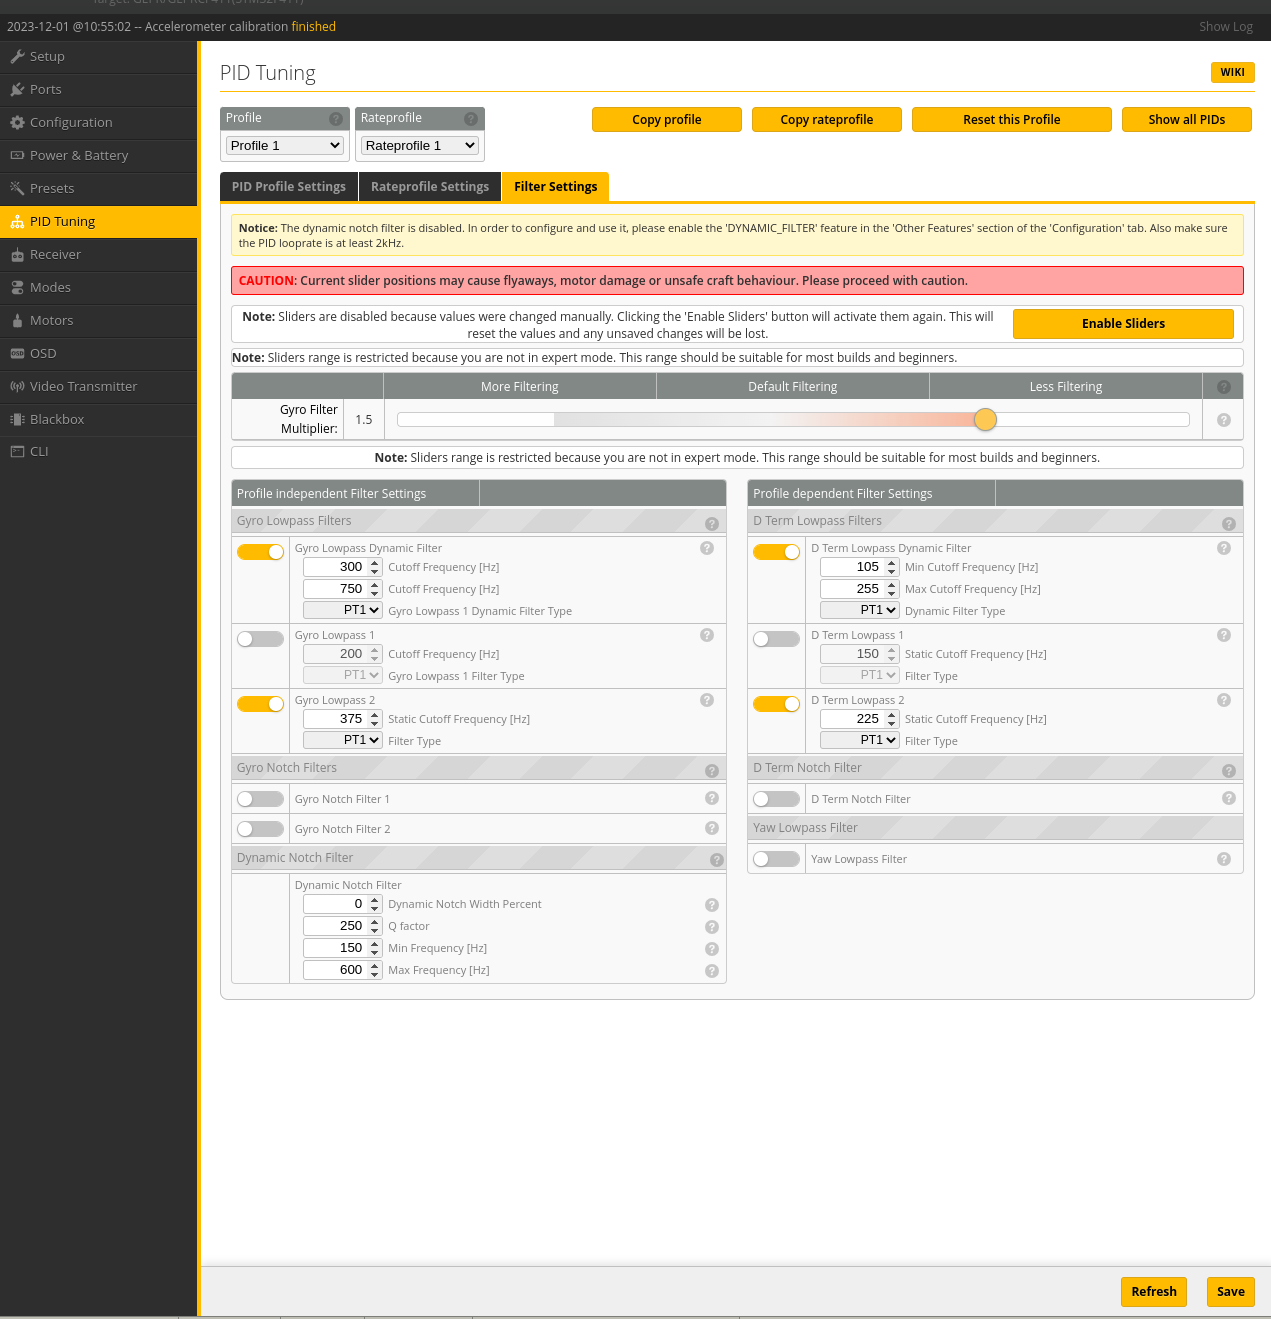 2023-12-01 @10:55:02 -- Accelerometer calibration finished
Show Log
Setup
Ports
Configuration
Power & Battery
Presets
PID Tuning
Receiver
Modes
Motors
OSD
Video Transmitter
Blackbox
CLI
PID Tuning
WIKI
Profile
Rateprofile
Profile 1
Rateprofile 1
Copy profile
Copy rateprofile
Reset this Profile
Show all PIDs
PID Profile Settings
Rateprofile Settings
Filter Settings
Notice: The dynamic notch filter is disabled. In order to configure and use it, please enable the 'DYNAMIC_FILTER' feature in the 'Other Features' section of the 'Configuration' tab. Also make sure
the PID looprate is at least 2kHz.
CAUTION: Current slider positions may cause flyaways, motor damage or unsafe craft behaviour. Please proceed with caution.
Note: Sliders are disabled because values were changed manually. Clicking the 'Enable Sliders' button will activate them again. This will
reset the values and any unsaved changes will be lost.
Enable Sliders
Note: Sliders range is restricted because you are not in expert mode. This range should be suitable for most builds and beginners.
More Filtering
Default Filtering
Less Filtering
Gyro Filter
Multiplier:
1.5
Note: Sliders range is restricted because you are not in expert mode. This range should be suitable for most builds and beginners.
Profile independent Filter Settings
Gyro Lowpass Filters
Gyro Lowpass Dynamic Filter
300 Cutoff Frequency [Hz]
750 Cutoff Frequency [Hz]
PT1 Gyro Lowpass 1 Dynamic Filter Type
Gyro Lowpass 1
200 Cutoff Frequency [Hz]
PT1 Gyro Lowpass 1 Filter Type
Gyro Lowpass 2
375 Static Cutoff Frequency [Hz]
PT1 Filter Type
Gyro Notch Filters
Gyro Notch Filter 1
Gyro Notch Filter 2
Dynamic Notch Filter
Dynamic Notch Filter
0 Dynamic Notch Width Percent
250 Q factor
150 Min Frequency [Hz]
600 Max Frequency [Hz]
Profile dependent Filter Settings
D Term Lowpass Filters
D Term Lowpass Dynamic Filter
105 Min Cutoff Frequency [Hz]
255 Max Cutoff Frequency [Hz]
PT1 Dynamic Filter Type
D Term Lowpass 1
150 Static Cutoff Frequency [Hz]
PT1 Filter Type
D Term Lowpass 2
225 Static Cutoff Frequency [Hz]
PT1 Filter Type
D Term Notch Filter
D Term Notch Filter
Yaw Lowpass Filter
Yaw Lowpass Filter
Refresh
Save